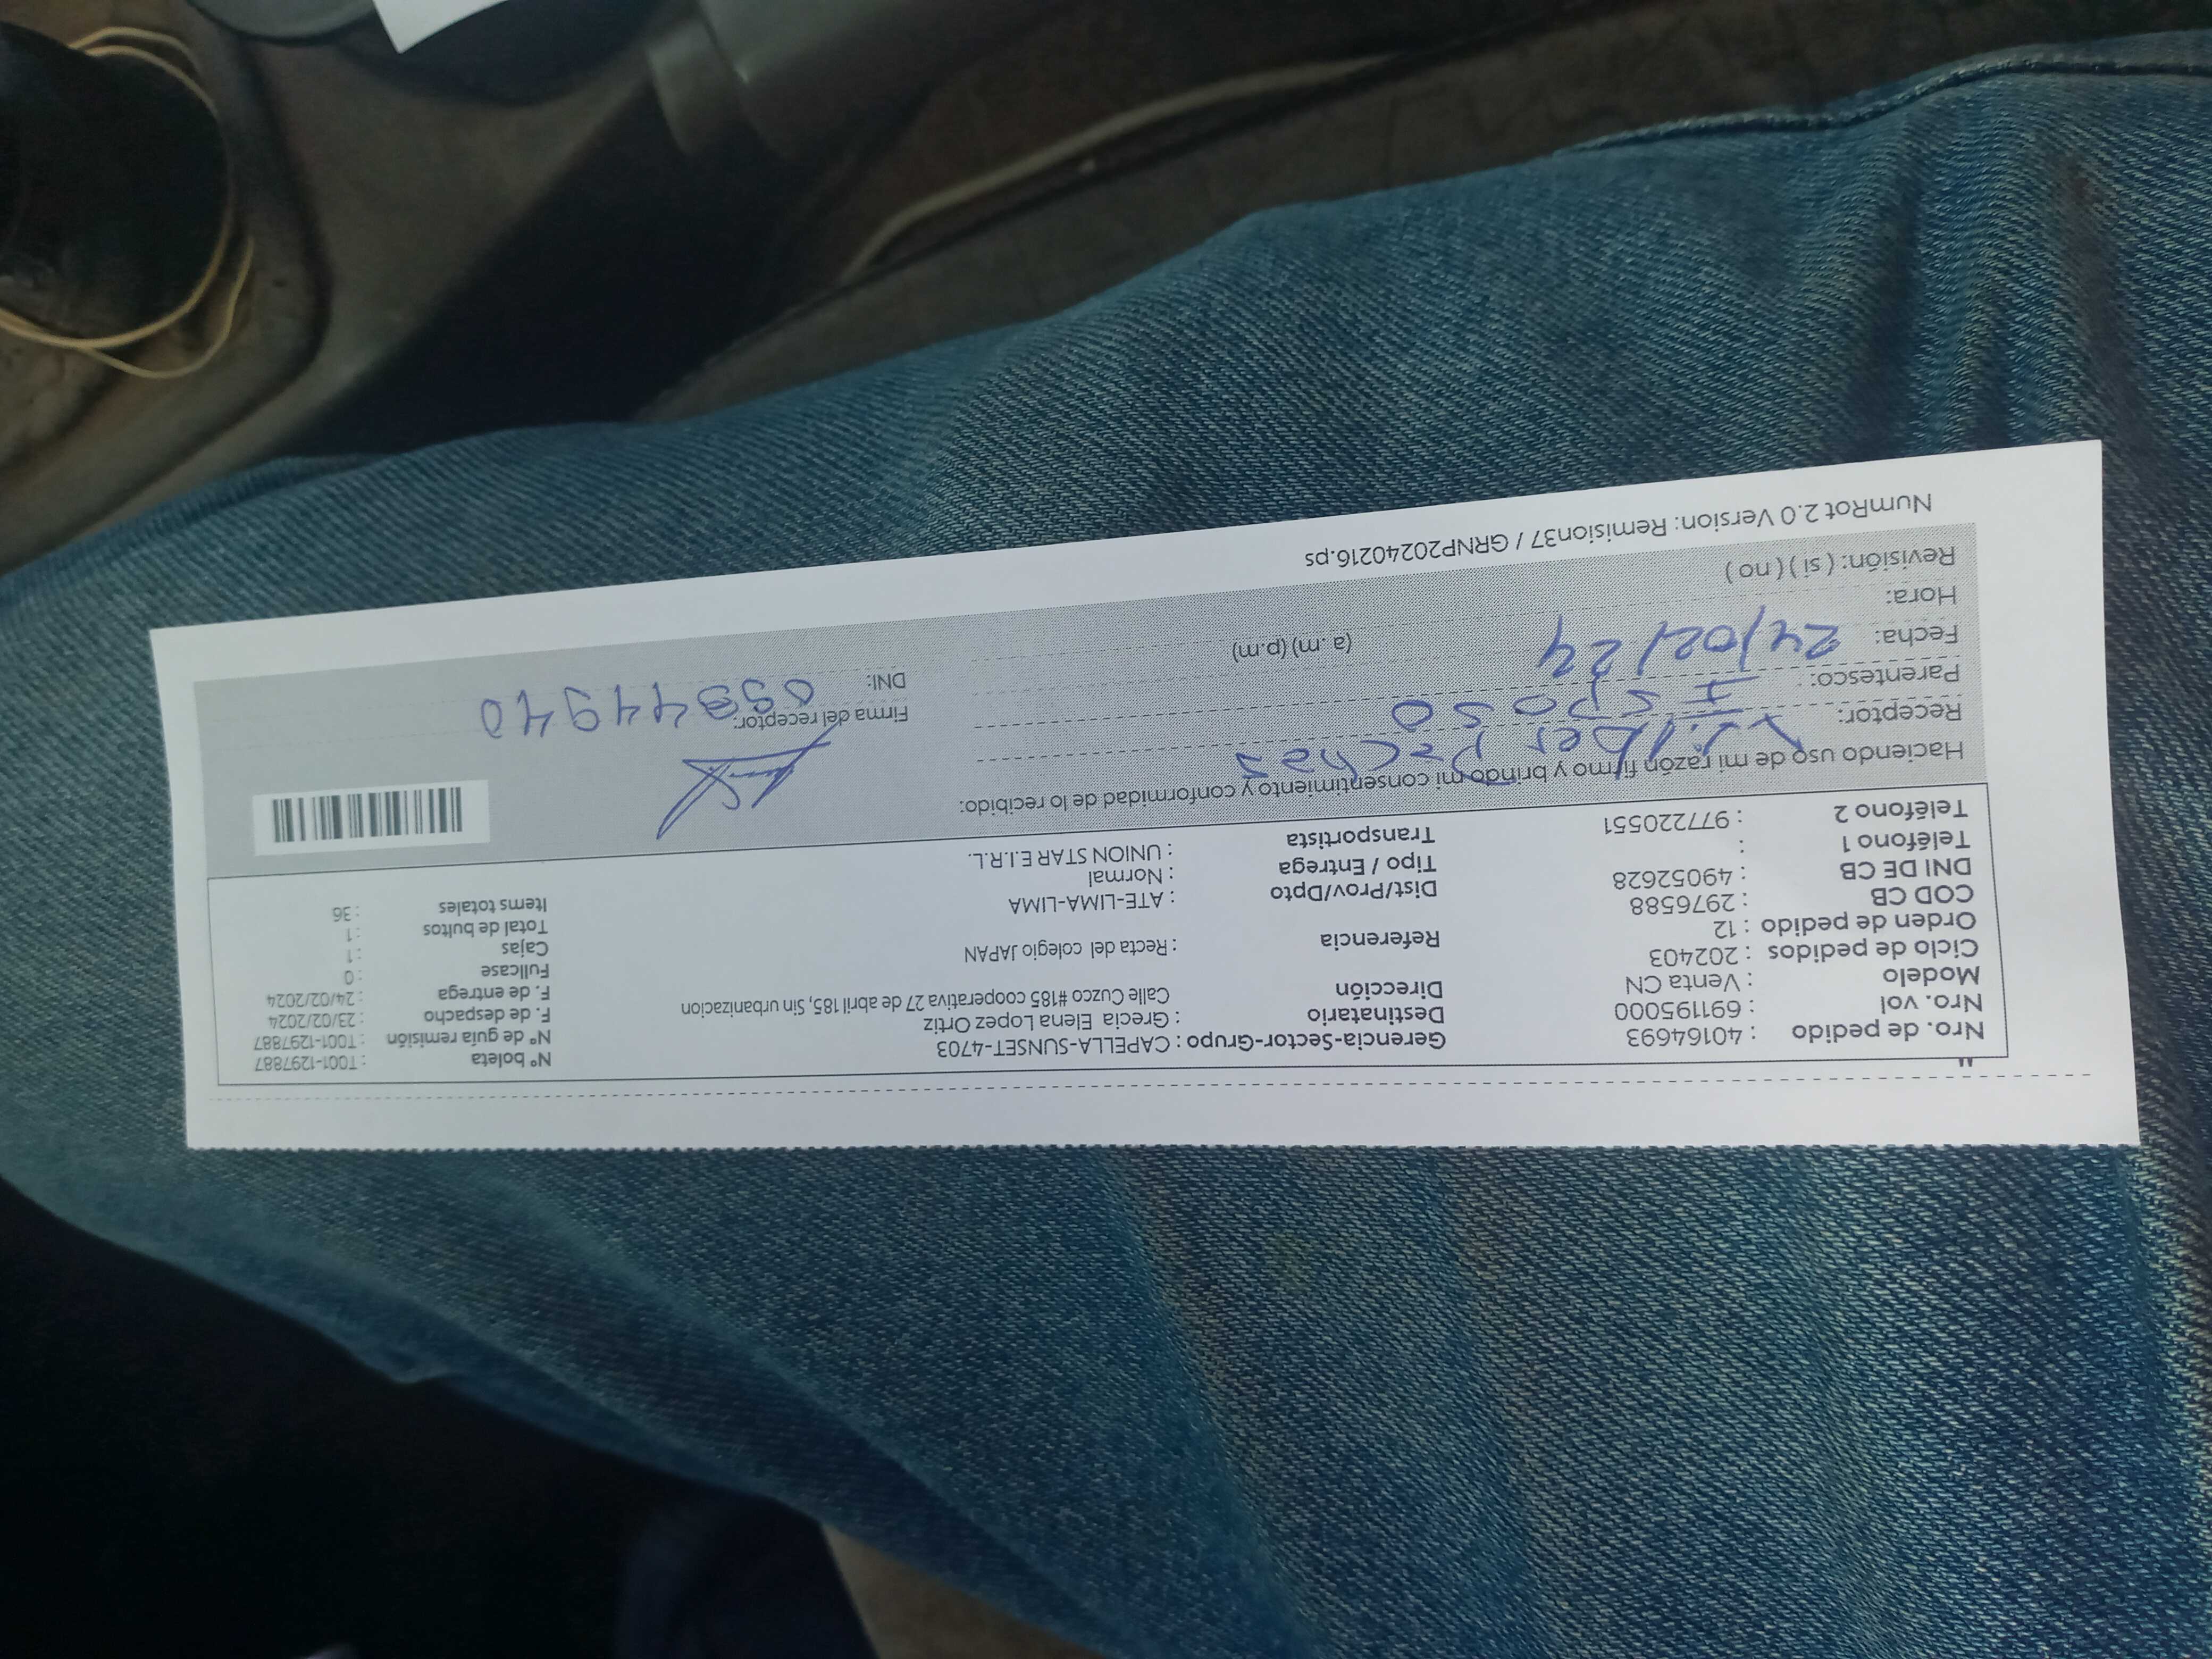 Nro. de pedido : 40164693 Gerencia-Sector-Grupo : CAPELLA-SUNSET-4703 Nº boleta : T001-1297887
Nro. vol : 691195000 Destinatario : Grecia Elena Lopez Ortiz Nº de guía remisión : T001-1297887
Modelo : Venta CN Dirección Calle Cuzco #185 cooperativa 27 de abril 185, Sin urbanizacion F. de despacho : 23/02/2024
Ciclo de pedidos : 202403 F. de entrega : 24/02/2024
Orden de pedido : 12 Referencia : Recta del colegio JAPAN Fullcase : 0
COD CB : 2976588 Dist/Prov/Dpto : ATE-LIMA-LIMA Cajas : 1
DNI DE CB : 49052628 Tipo / Entrega : Normal Total de bultos : 1
Teléfono 1 : Transportista : UNION STAR E.I.R.L. Items totales : 36
Teléfono 2 : 977220551
Haciendo uso de mi razón firmo y brindo mi consentimiento y conformidad de lo recibido:
Receptor:
Parentesco: Esposo Firma del receptor:
Fecha: 24/02/24 DNI: 09344940
Hora: (a. m) (p.m)
Revisión: ( si ) ( no )
NumRot 2.0 Version: Remision37 / GRNP20240216.ps